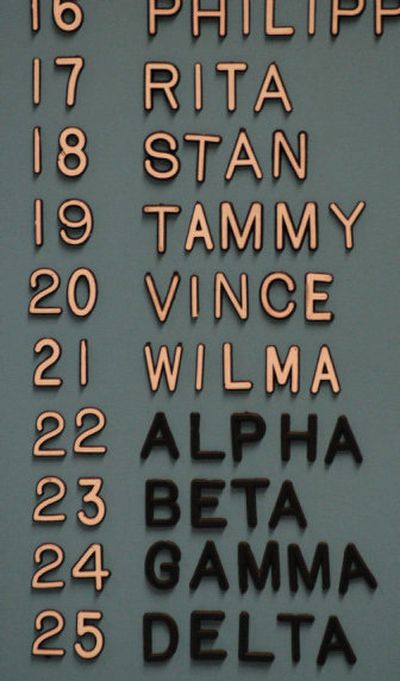 16 PHILIPP
17 RITA
18 STAN
19 TAMMY
20 VINCE
21 WILMA
22 ALPHA
23 BETA
24 GAMMA
25 DELTA